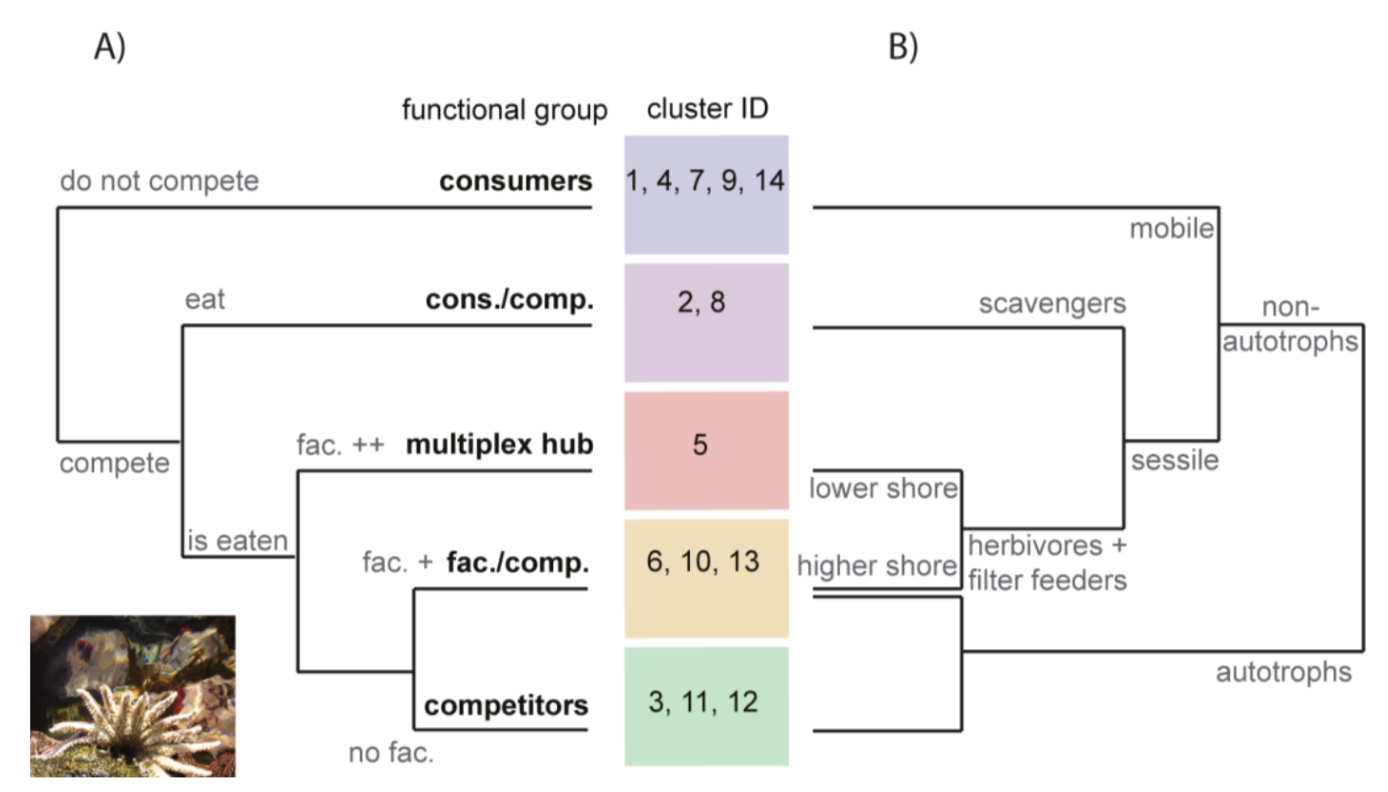 A)
B)
functional group
cluster ID
do not compete
consumers
1, 4, 7, 9, 14
mobile
eat
cons./comp.
2, 8
scavengers
non-
autotrophs
compete
fac. ++
multiplex hub
5
sessile
lower shore
is eaten
herbivores +
filter feeders
fac. +
fac./comp.
6, 10, 13
higher shore
autotrophs
competitors
3, 11, 12
no fac.